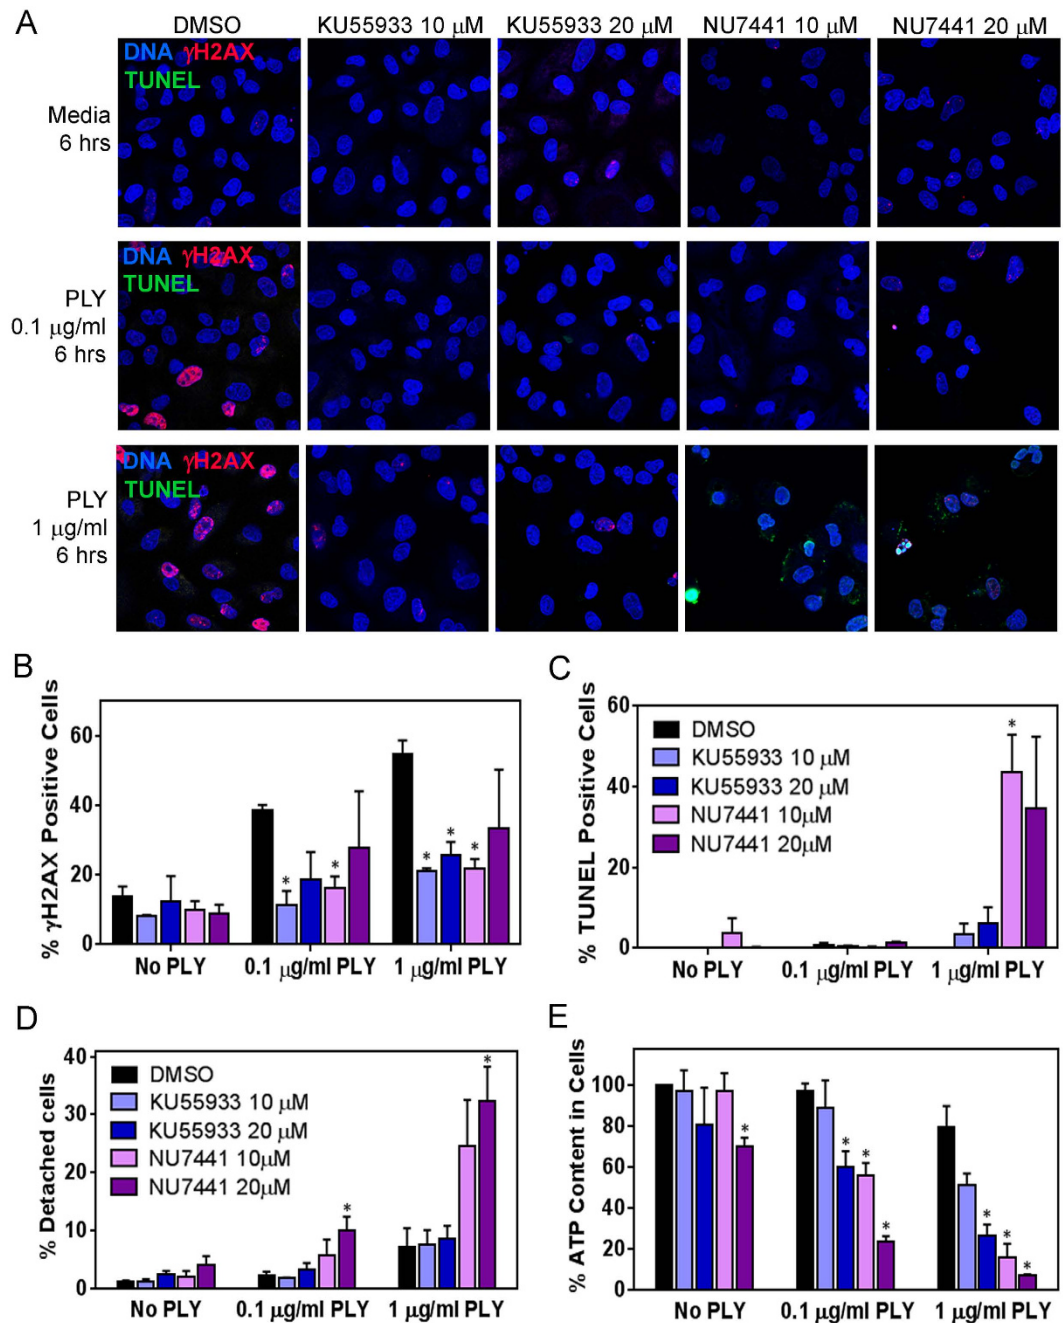 A
DMSO
KU55933 10 μM
KU55933 20 μM
NU7441 10 μM
NU7441 20 μM
Media
6 hrs
DNA γH2AX
TUNEL
PLY
0.1 μg/ml
6 hrs
DNA γH2AX
TUNEL
PLY
1 μg/ml
6 hrs
DNA γH2AX
TUNEL
B
% γH2AX Positive Cells
60
40
20
0
* * * * *
No PLY
0.1 μg/ml PLY
1 μg/ml PLY
C
% TUNEL Positive Cells
60
40
20
0
DMSO
KU55933 10 μM
KU55933 20 μM
NU7441 10μM
NU7441 20μM
*
No PLY
0.1 μg/ml PLY
1 μg/ml PLY
D
% Detached cells
40
30
20
10
0
DMSO
KU55933 10 μM
KU55933 20 μM
NU7441 10μM
NU7441 20μM
* *
No PLY
0.1 μg/ml PLY
1 μg/ml PLY
E
% ATP Content in Cells
100
80
60
40
20
0
* * * * * * *
No PLY
0.1 μg/ml PLY
1 μg/ml PLY